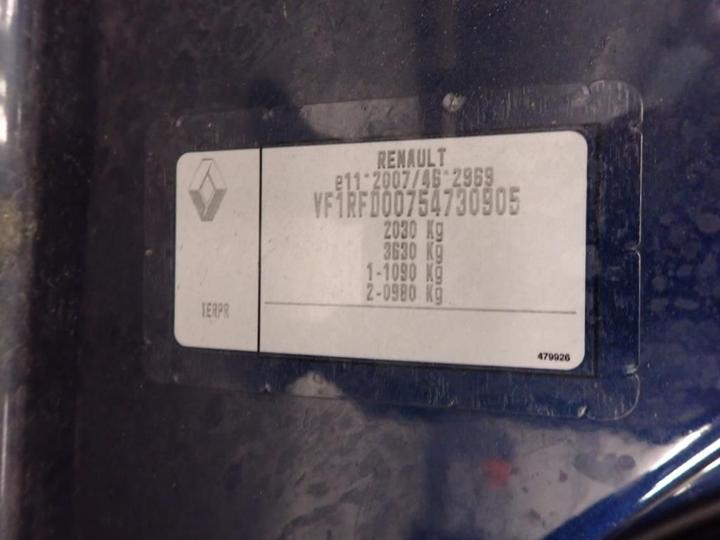 RENAULT
e11*2007/46*2969
VF1RFD00754730905
2030 Kg
3630 Kg
1-1090 Kg
2-0980 Kg
TERPR
479926